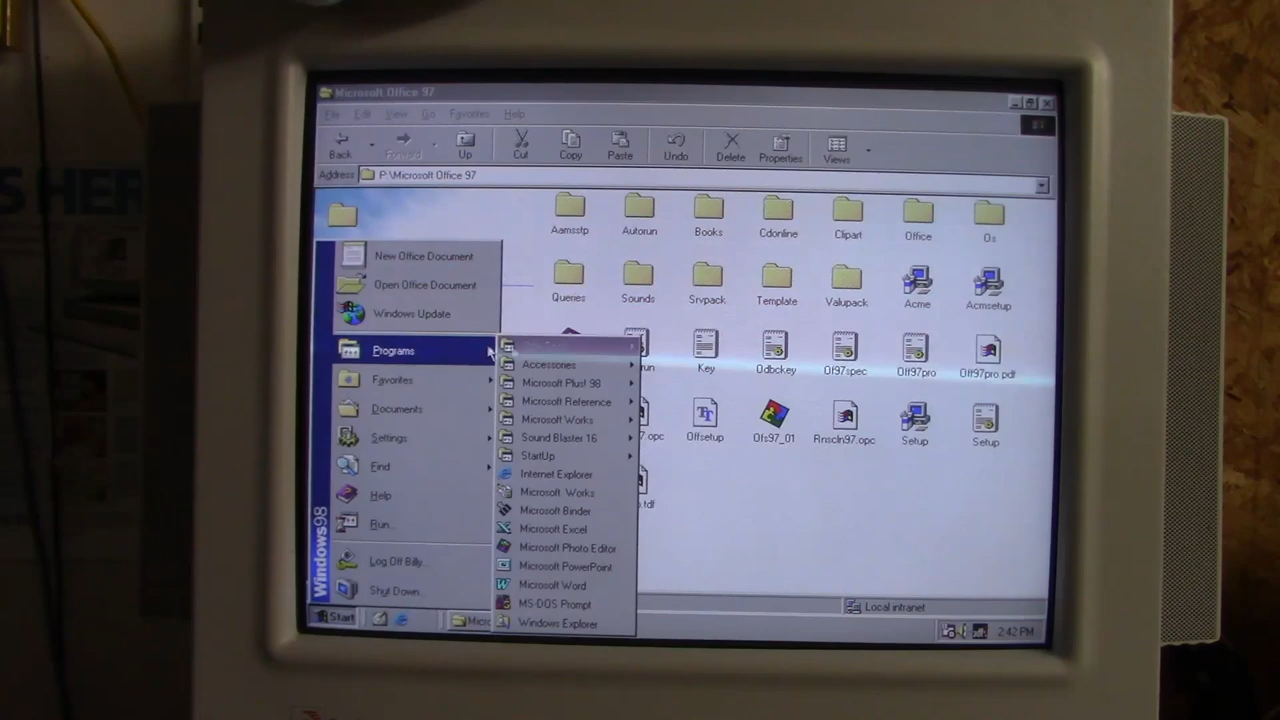 Microsoft Office 97
File Edit View Go Favorites Help
Back Forward Up Cut Copy Paste Undo Delete Properties Views
Address P:\Microsoft Office 97
Aamsstp Autorun Books Cdonline Clipart Office Os
Queries Sounds Srvpack Template Valupack Acme Acmsetup
Key Odbckey Of97spec Off97pro Off97pro.pdf
Offsetup Ofs97_01 Rnscln97.opc Setup Setup
New Office Document
Open Office Document
Windows Update
Programs
Favorites
Documents
Settings
Find
Help
Run...
Log Off Billy...
Shut Down...
Windows98
Accessories
Microsoft Plus! 98
Microsoft Reference
Microsoft Works
Sound Blaster 16
StartUp
Internet Explorer
Microsoft Works
Microsoft Binder
Microsoft Excel
Microsoft Photo Editor
Microsoft PowerPoint
Microsoft Word
MS-DOS Prompt
Windows Explorer
Local intranet
Start
2:42 PM